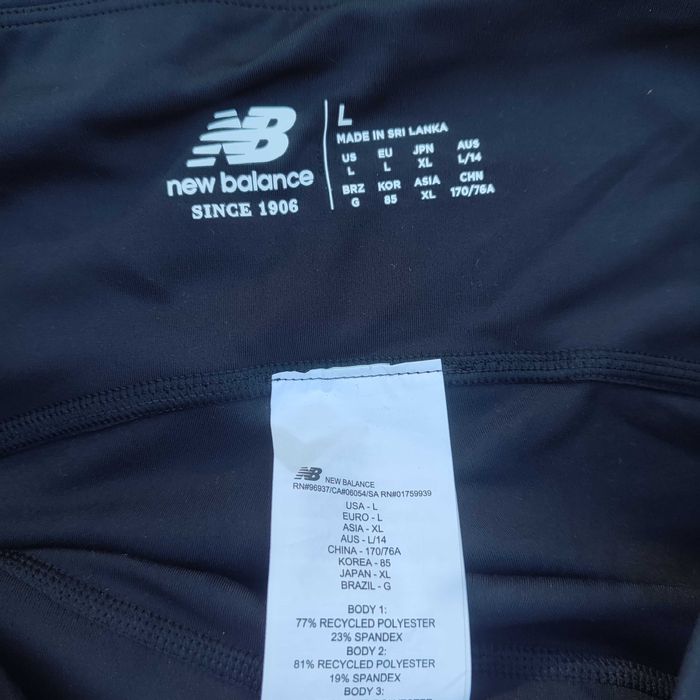 NB
new balance
SINCE 1906
L
MADE IN SRI LANKA
US EU JPN AUS
L L XL L/14
BRZ KOR ASIA CHN
G 85 XL 170/76A
NB NEW BALANCE
RN#96937/CA#06054/SA RN#01759939
USA - L
EURO - L
ASIA - XL
AUS - L/14
CHINA - 170/76A
KOREA - 85
JAPAN - XL
BRAZIL - G
BODY 1:
77% RECYCLED POLYESTER
23% SPANDEX
BODY 2:
81% RECYCLED POLYESTER
19% SPANDEX
BODY 3: